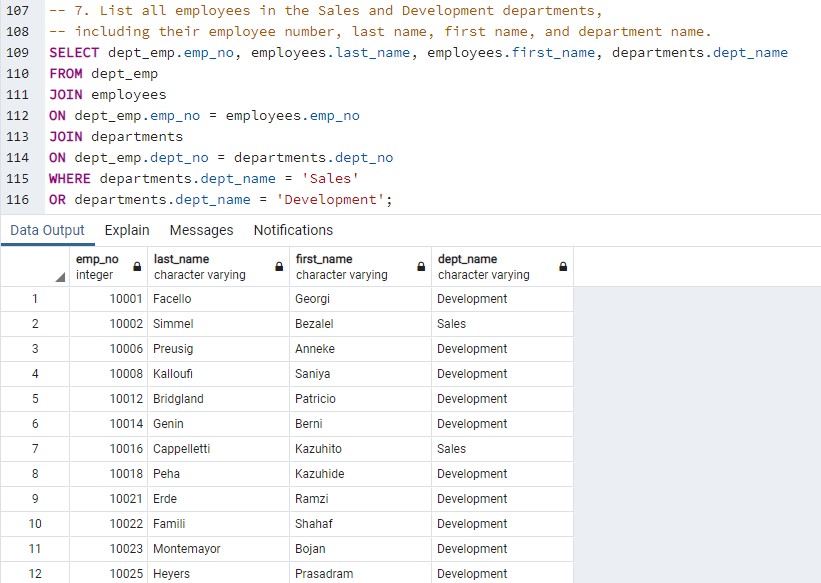 107 -- 7. List all employees in the Sales and Development departments,
108 -- including their employee number, last name, first name, and department name.
109 SELECT dept_emp.emp_no, employees.last_name, employees.first_name, departments.dept_name
110 FROM dept_emp
111 JOIN employees
112 ON dept_emp.emp_no = employees.emp_no
113 JOIN departments
114 ON dept_emp.dept_no = departments.dept_no
115 WHERE departments.dept_name = 'Sales'
116 OR departments.dept_name = 'Development';
Data Output Explain Messages Notifications
emp_no last_name first_name dept_name
integer character varying character varying character varying
1 10001 Facello Georgi Development
2 10002 Simmel Bezalel Sales
3 10006 Preusig Anneke Development
4 10008 Kalloufi Saniya Development
5 10012 Bridgland Patricio Development
6 10014 Genin Berni Development
7 10016 Cappelletti Kazuhito Sales
8 10018 Peha Kazuhide Development
9 10021 Erde Ramzi Development
10 10022 Famili Shahaf Development
11 10023 Montemayor Bojan Development
12 10025 Heyers Prasadram Development